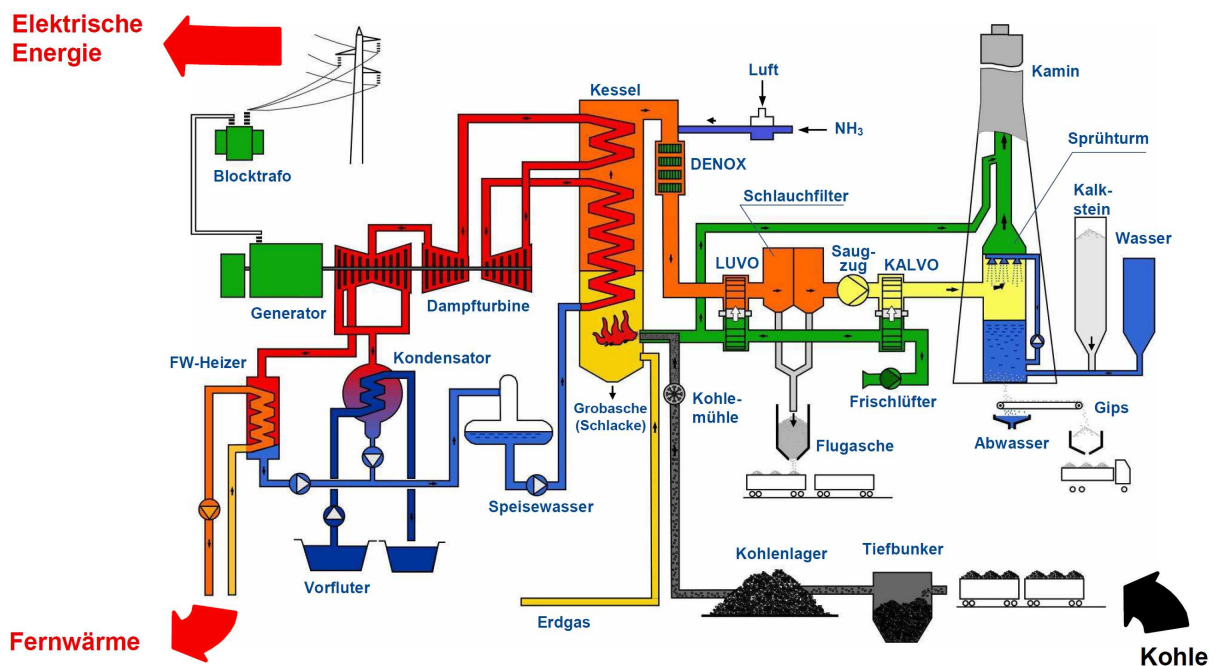 Elektrische
Energie
Kamin
Luft
Kessel
NH₃
Sprühturm
DENOX
Blocktrafo
Schlauchfilter
Kalk-
stein
Wasser
LUVO
Saug-
zug
KALVO
Generator
Dampfturbine
FW-Heizer
Kondensator
Grobasche
(Schlacke)
Kohle-
mühle
Frischlüfter
Gips
Abwasser
Flugasche
Speisewasser
Kohlenlager
Tiefbunker
Vorfluter
Erdgas
Fernwärme
Kohle